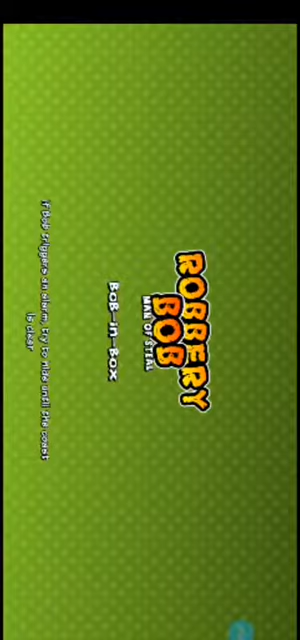 ROBBERY
BOB
MAN OF STEAL
BoB-in-Box
If Bob triggers an alarm, try to hide until the coast
is clear